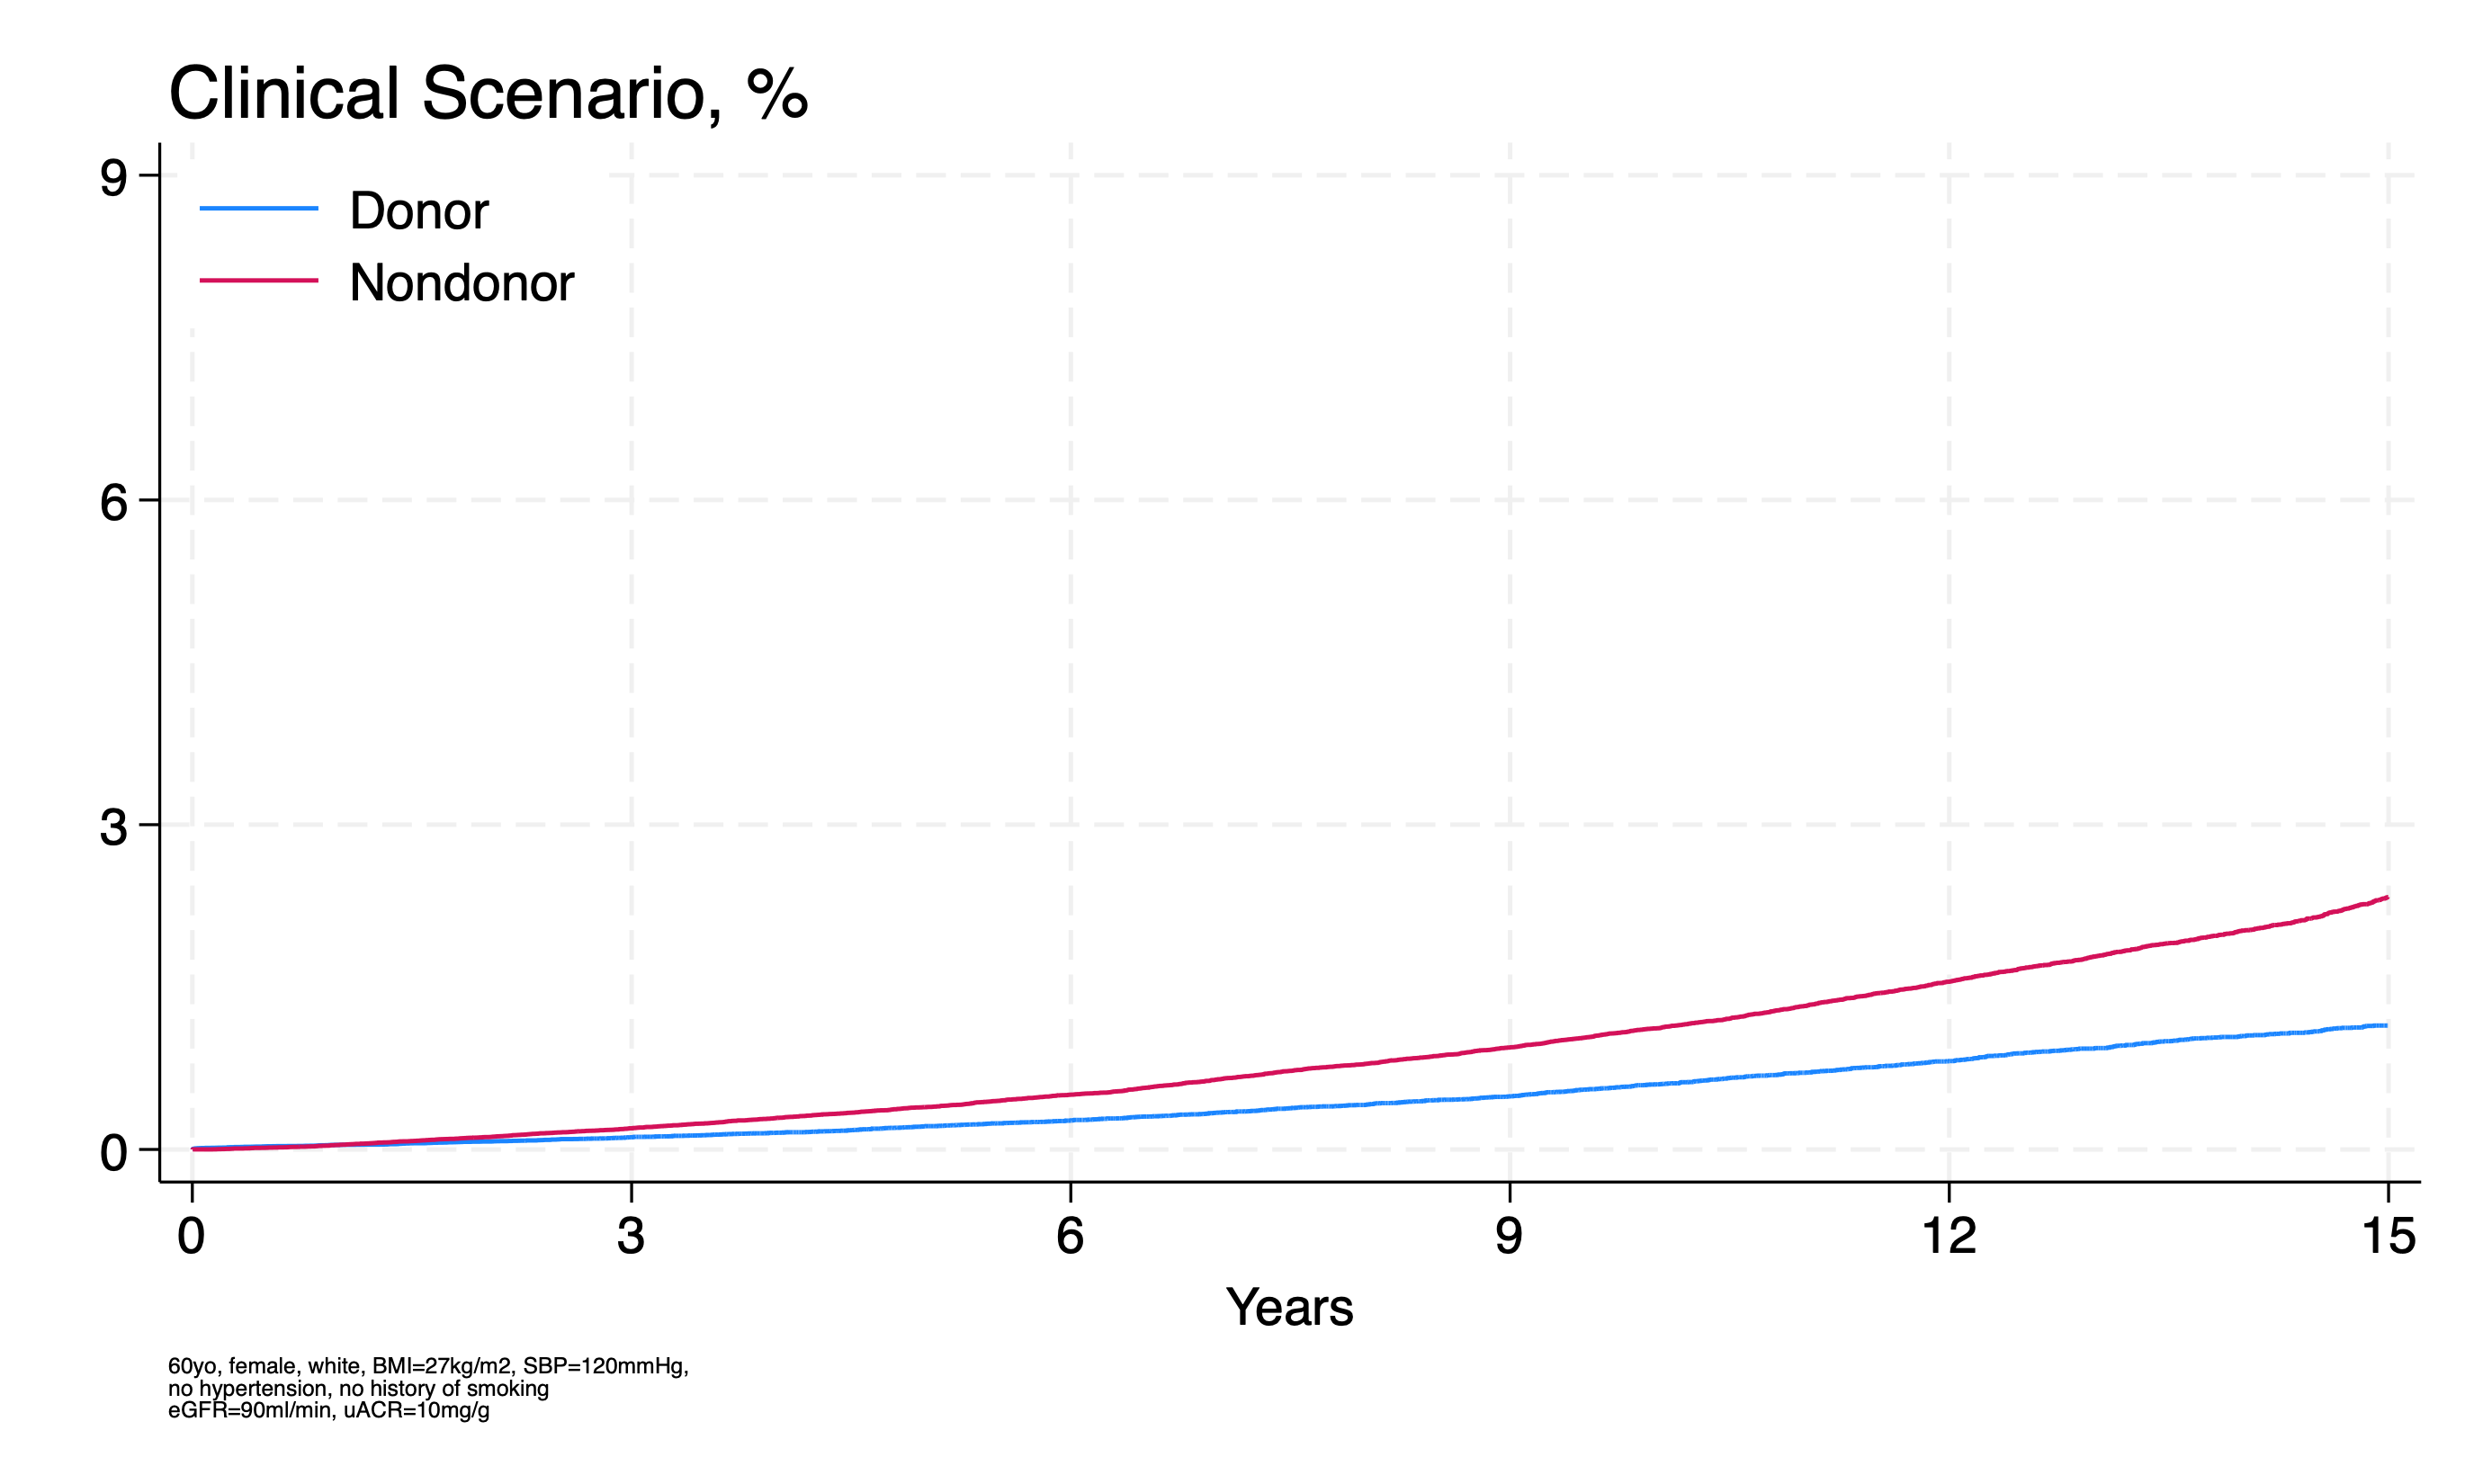 Clinical Scenario, %
9
Donor
Nondonor
6
3
0
0 3 6 9 12 15
Years
60yo, female, white, BMI=27kg/m2, SBP=120mmHg,
no hypertension, no history of smoking
eGFR=90ml/min, uACR=10mg/g